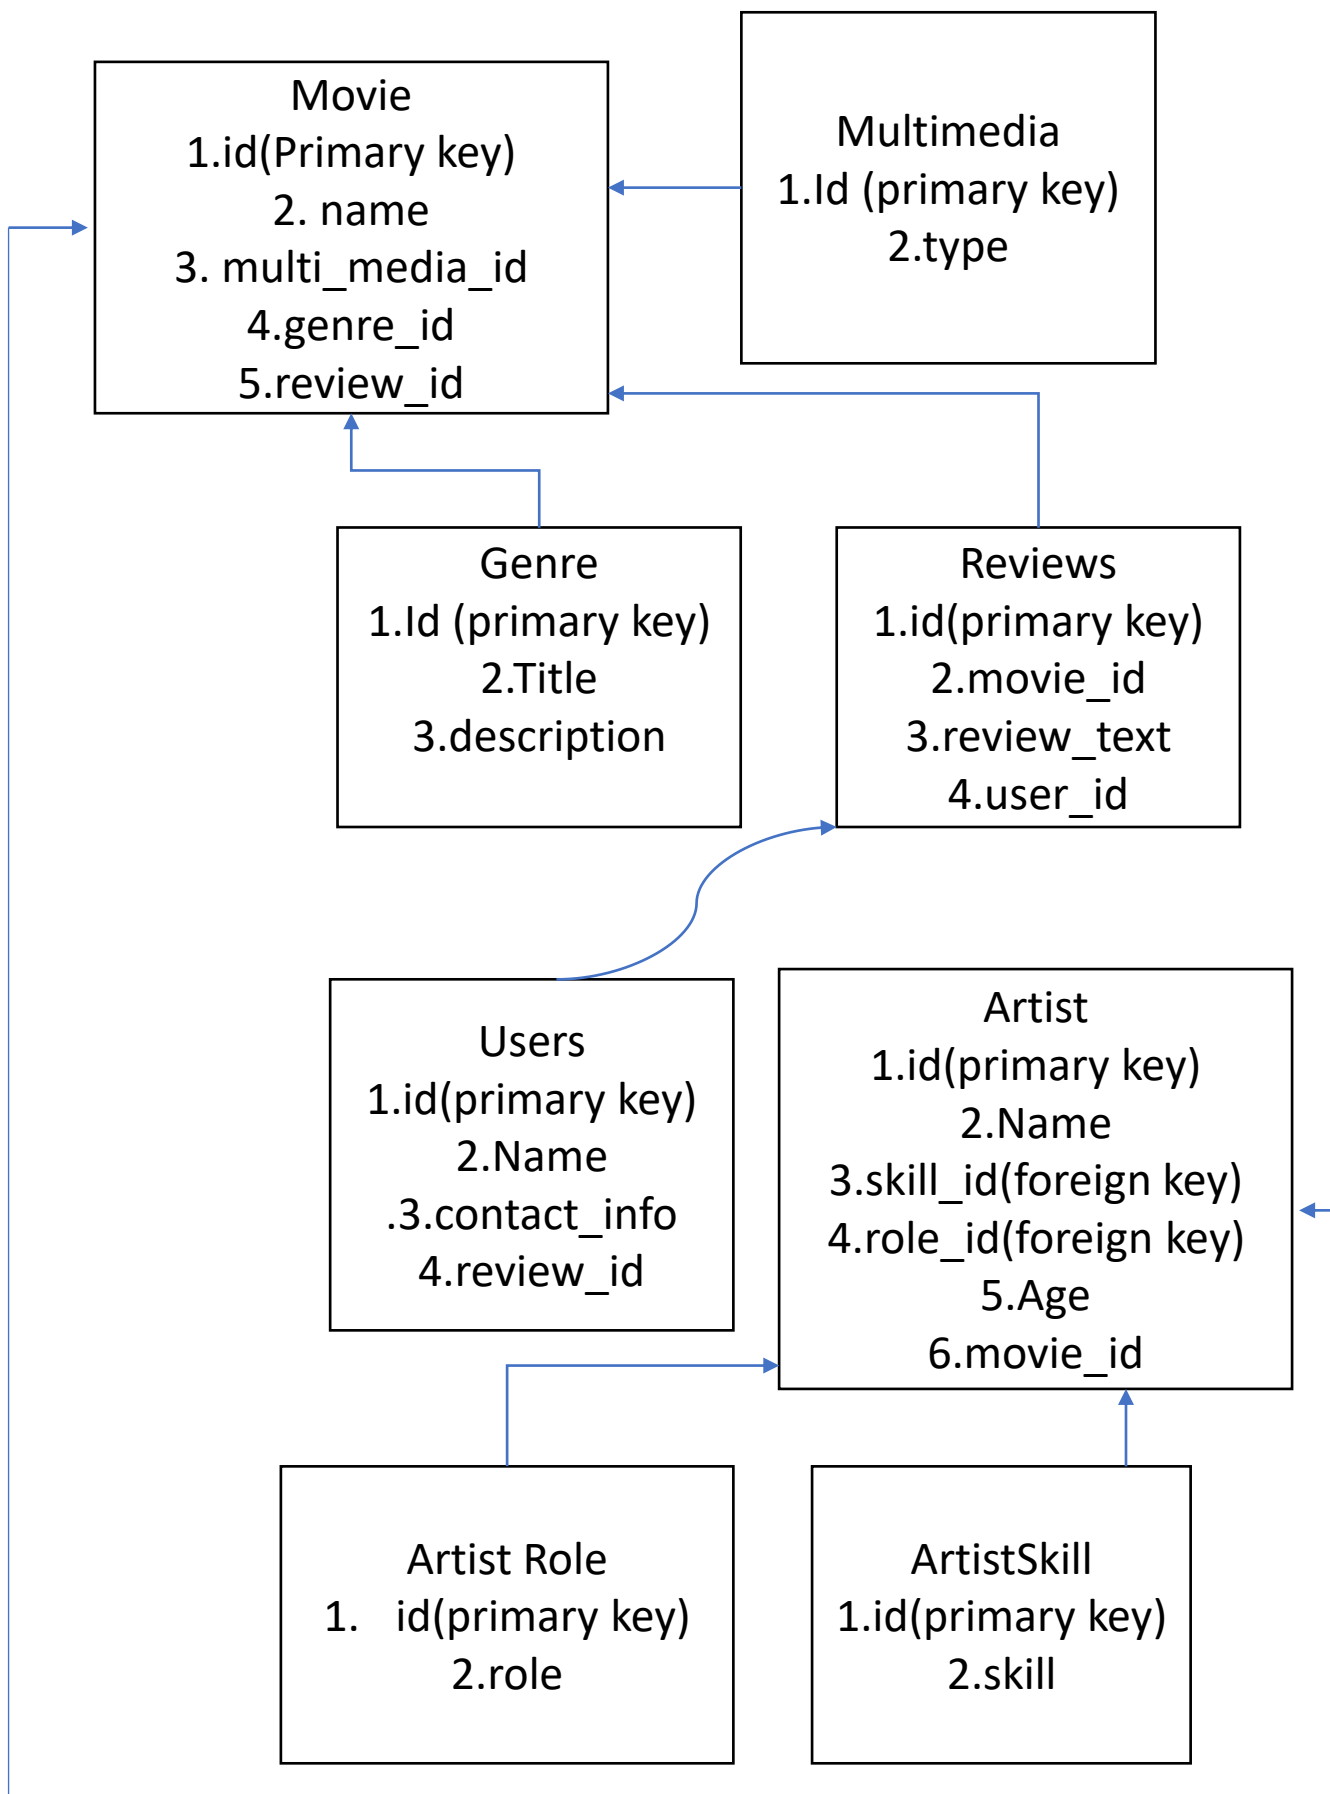 Movie
1.id(Primary key)
2. name
3. multi_media_id
4.genre_id
5.review_id
Multimedia
1.Id (primary key)
2.type
Genre
1.Id (primary key)
2.Title
3.description
Reviews
1.id(primary key)
2.movie_id
3.review_text
4.user_id
Users
1.id(primary key)
2.Name
.3.contact_info
4.review_id
Artist
1.id(primary key)
2.Name
3.skill_id(foreign key)
4.role_id(foreign key)
5.Age
6.movie_id
Artist Role
1. id(primary key)
2.role
ArtistSkill
1.id(primary key)
2.skill